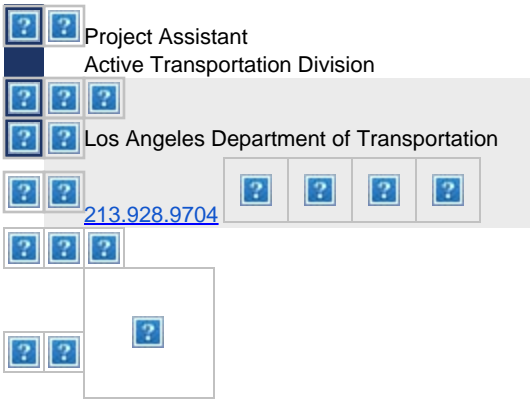 Project Assistant
Active Transportation Division
Los Angeles Department of Transportation
213.928.9704